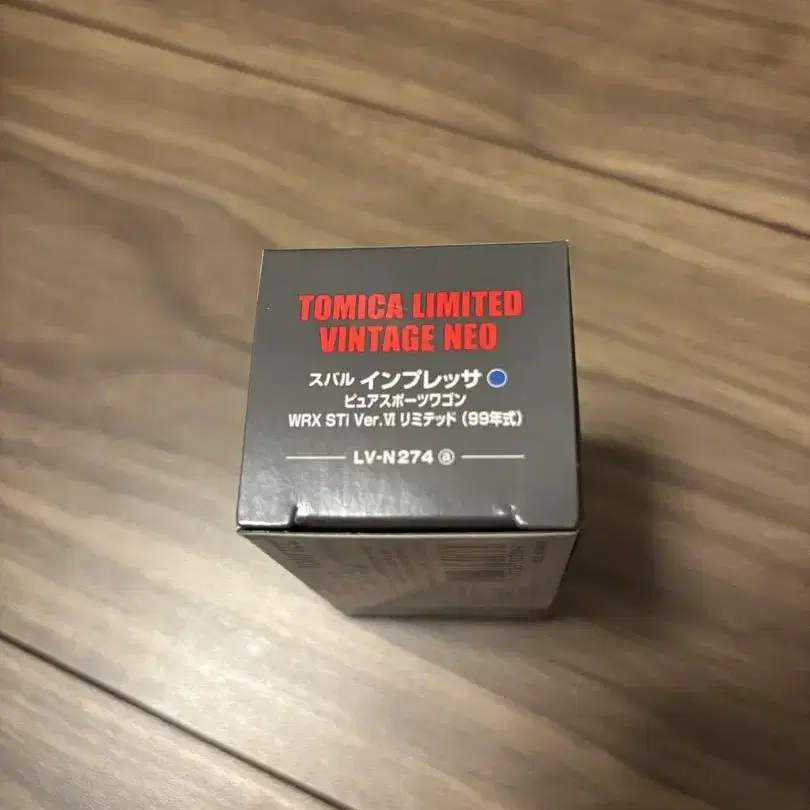 TOMICA LIMITED
VINTAGE NEO
スバル インプレッサ
ピュアスポーツワゴン
WRX STi Ver.Ⅵ リミテッド (99年式)
LV-N274 ⓐ